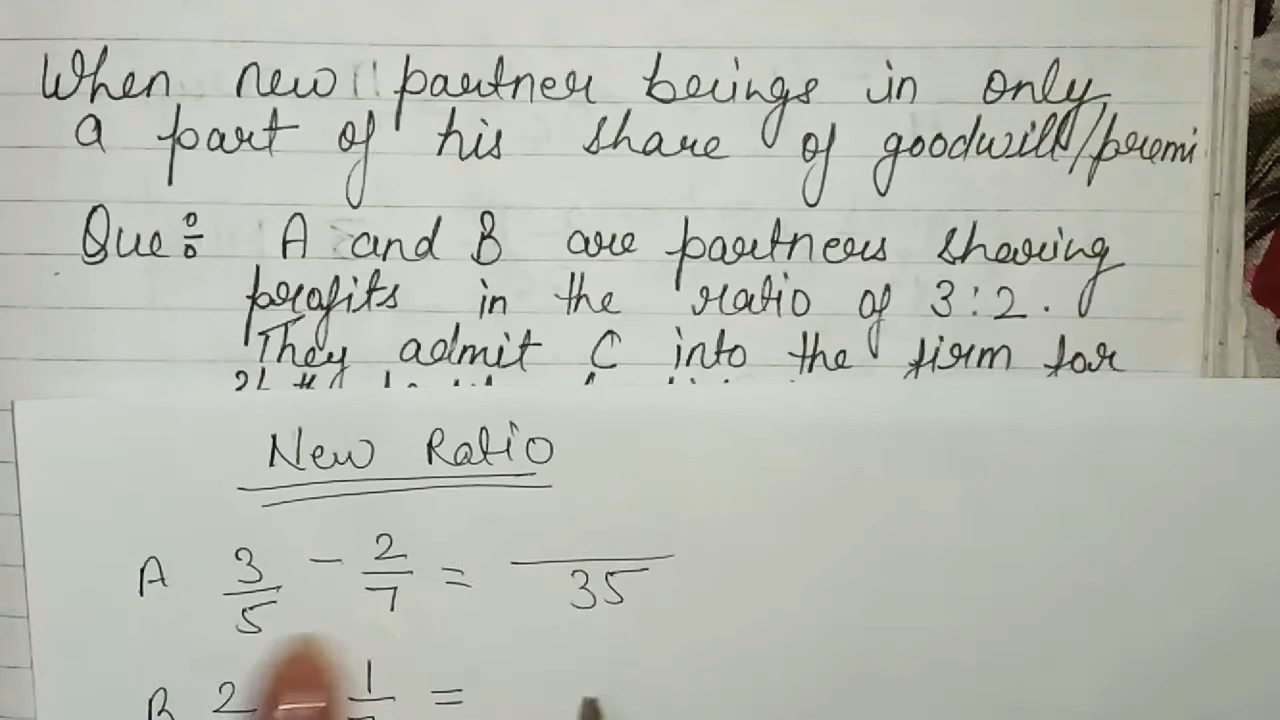 When new partner brings in only
a part of his share of goodwill/premi
Que: A and B are partners sharing
profits in the ratio of 3:2.
They admit C into the firm for
New Ratio
A 3/5 - 2/7 = /35
B 2 1 =